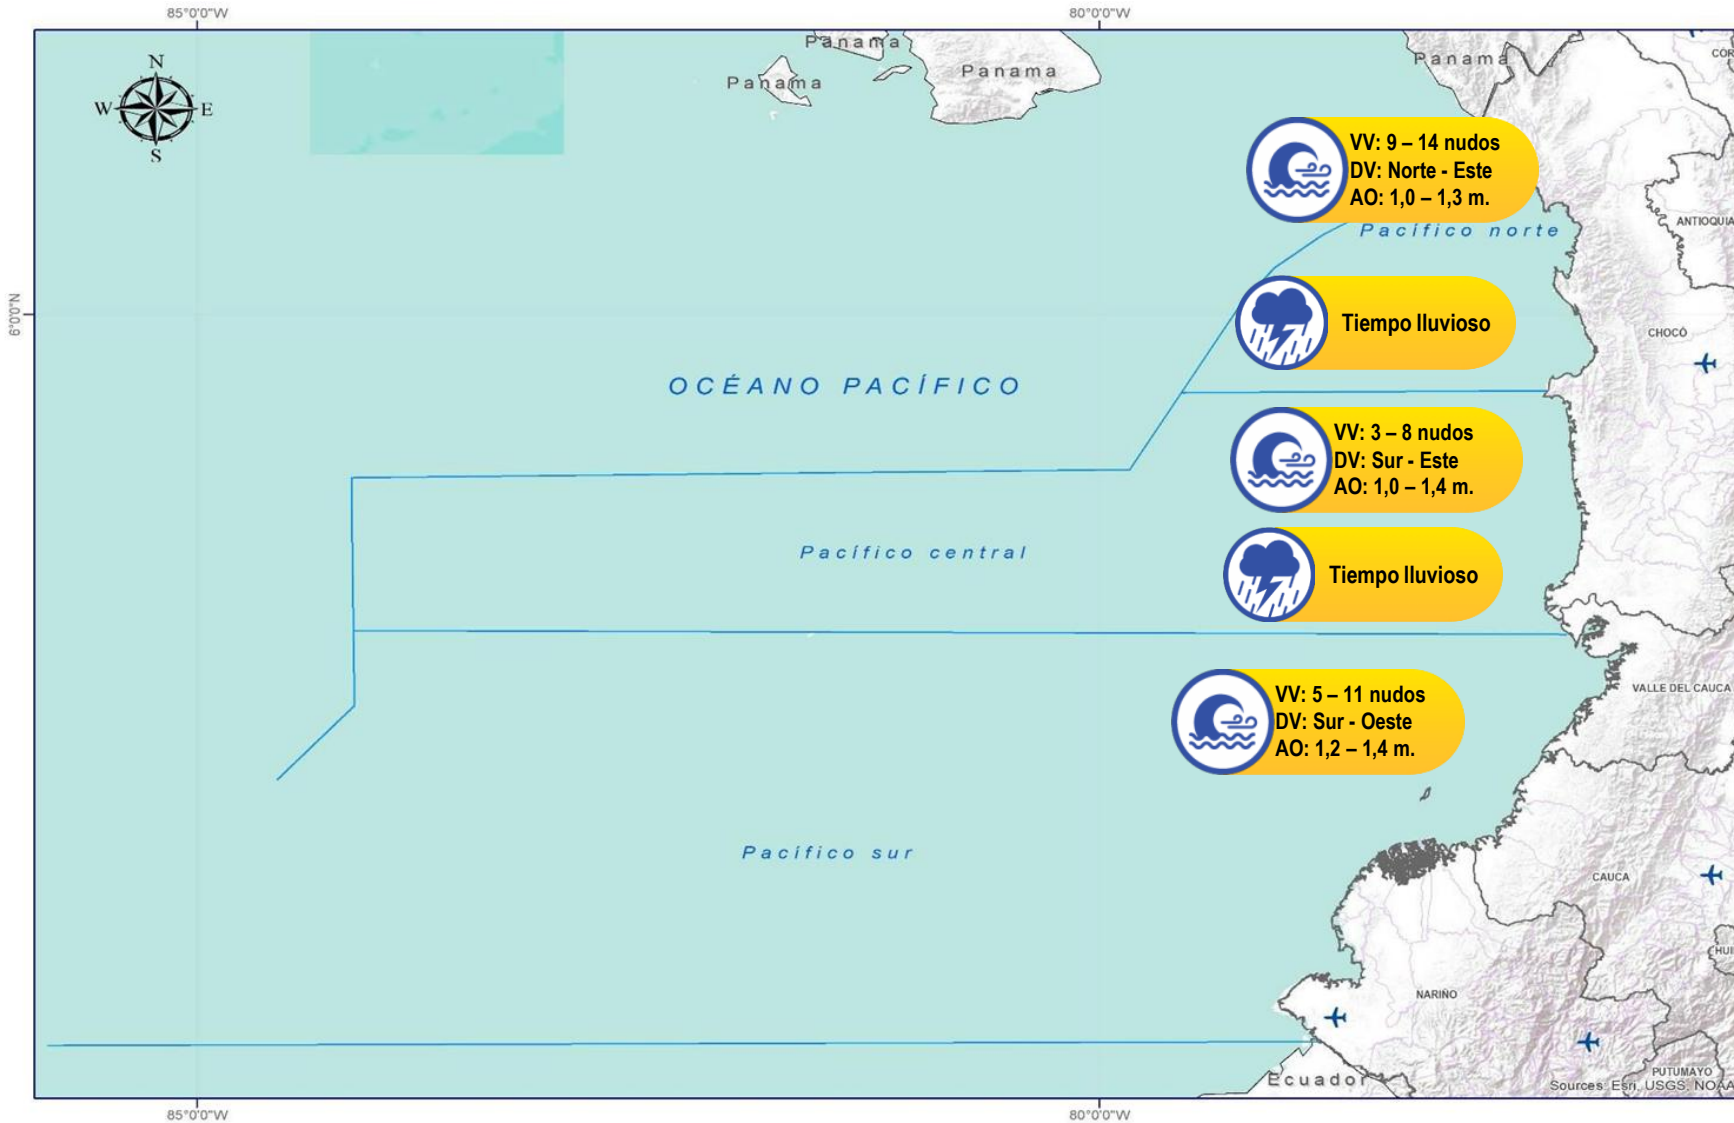 85°0'0"W
80°0'0"W
N
W
E
S
Panama
Panama
Panama
Panama
CÓR
VV: 9 – 14 nudos
DV: Norte - Este
AO: 1,0 – 1,3 m.
ANTIOQUIA
Pacífico norte
6°0'0"N
Tiempo lluvioso
CHOCÓ
OCÉANO PACÍFICO
VV: 3 – 8 nudos
DV: Sur - Este
AO: 1,0 – 1,4 m.
Pacífico central
Tiempo lluvioso
VALLE DEL CAUCA
VV: 5 – 11 nudos
DV: Sur - Oeste
AO: 1,2 – 1,4 m.
Pacífico sur
CAUCA
HUI
NARIÑO
PUTUMAYO
Ecuador
Sources: Esri, USGS, NOAA
85°0'0"W
80°0'0"W